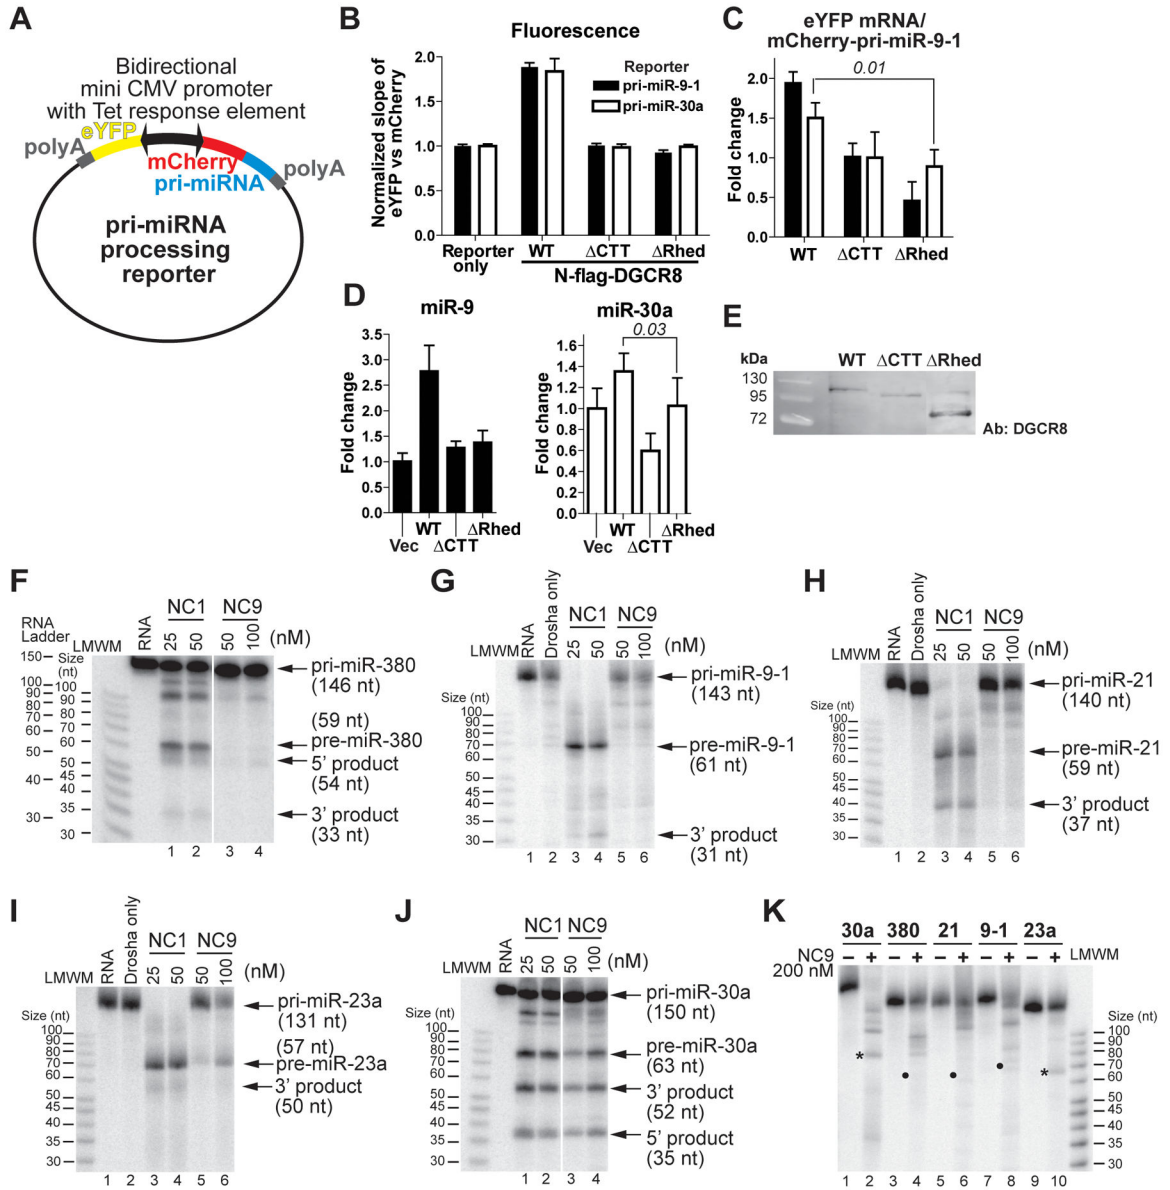 A
Bidirectional
mini CMV promoter
with Tet response element
eYFP
polyA
mCherry
pri-miRNA
polyA
pri-miRNA
processing
reporter
B
Fluorescence
Normalized slope of
eYFP vs mCherry
2.0
1.5
1.0
0.5
0.0
Reporter
pri-miR-9-1
pri-miR-30a
Reporter
only
WT
ΔCTT
ΔRhed
N-flag-DGCR8
C
eYFP mRNA/
mCherry-pri-miR-9-1
Fold change
2.0
1.5
1.0
0.5
0.0
0.01
WT
ΔCTT
ΔRhed
D
miR-9
Fold change
3.5
3.0
2.5
2.0
1.5
1.0
0.5
0.0
WT
ΔRhed
Vec
ΔCTT
miR-30a
Fold change
1.6
1.4
1.2
1.0
0.8
0.6
0.4
0.2
0.0
0.03
WT
ΔRhed
Vec
ΔCTT
E
kDa
WT
ΔCTT
ΔRhed
130
95
72
Ab: DGCR8
F
RNA
Ladder
LMWM
Size
(nt)
RNA
NC1
NC9
25
50
50
100
(nM)
150
100
90
80
70
60
50
40
30
100
90
80
70
60
50
45
40
35
30
pri-miR-380
(146 nt)
(59 nt)
pre-miR-380
5' product
(54 nt)
3' product
(33 nt)
1 2 3 4
G
LMWM
RNA
Drosha only
NC1
NC9
25
50
50
100
(nM)
Size (nt)
100
90
80
70
60
50
45
40
35
30
pri-miR-9-1
(143 nt)
pre-miR-9-1
(61 nt)
3' product
(31 nt)
1 2 3 4 5 6
H
LMWM
RNA
Drosha only
NC1
NC9
25
50
50
100
(nM)
Size (nt)
100
90
80
70
60
50
45
40
35
30
pri-miR-21
(140 nt)
pre-miR-21
(59 nt)
3' product
(37 nt)
1 2 3 4 5 6
I
LMWM
RNA
Drosha only
NC1
NC9
25
50
50
100
(nM)
Size (nt)
100
90
80
70
60
50
45
40
35
30
pri-miR-23a
(131 nt)
(57 nt)
pre-miR-23a
3' product
(50 nt)
1 2 3 4 5 6
J
LMWM
RNA
NC1
NC9
25
50
50
100
(nM)
Size (nt)
100
90
80
70
60
50
45
40
35
30
pri-miR-30a
(150 nt)
pre-miR-30a
(63 nt)
3' product
(52 nt)
5' product
(35 nt)
1 2 3 4
K
30a 380 21 9-1 23a
NC9 – + – + – + – + – +
200 nM
LMWM
Size (nt)
100
90
80
70
60
50
45
40
35
30
*
*
1 2 3 4 5 6 7 8 9 10